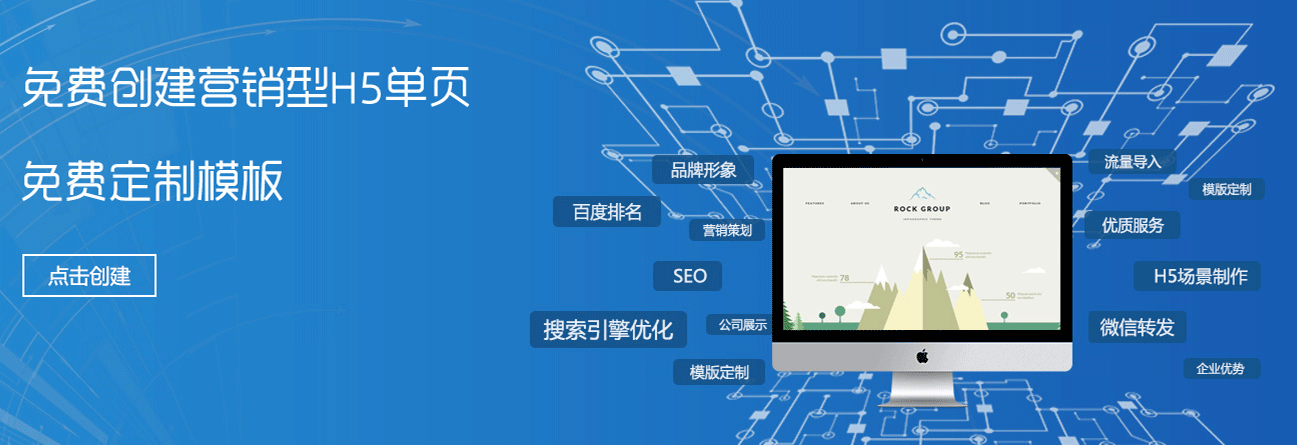 免费创建营销型H5单页
免费定制模板
点击创建
品牌形象
百度排名
营销策划
SEO
搜索引擎优化
公司展示
模版定制
流量导入
模版定制
优质服务
H5场景制作
微信转发
企业优势
FEATURES
ABOUT US
ROCK GROUP
BLOG
PORTFOLIO
INFOGRAPHIC THEME
95
78
50